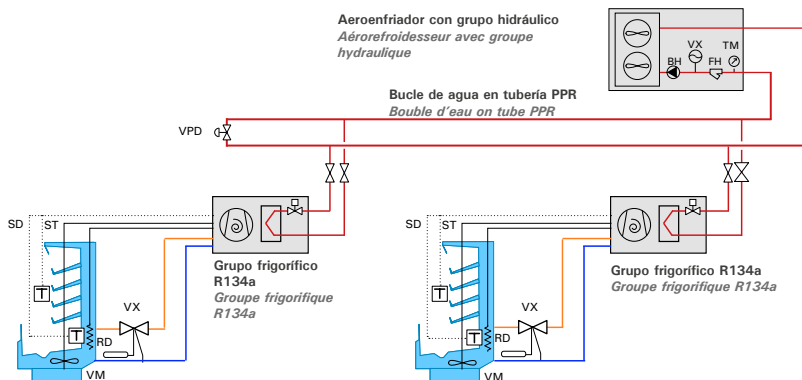 Aeroenfriador con grupo hidráulico
Aérorefroidesseur avec groupe
hydraulique
VX
TM
BH
FH
Bucle de agua en tubería PPR
Bouble d'eau on tube PPR
VPD
SD
ST
T
T
RD
VX
VM
Grupo frigorífico
R134a
Groupe frigorifique
R134a
SD
ST
T
T
RD
VX
VM
Grupo frigorífico R134a
Groupe frigorifique R134a